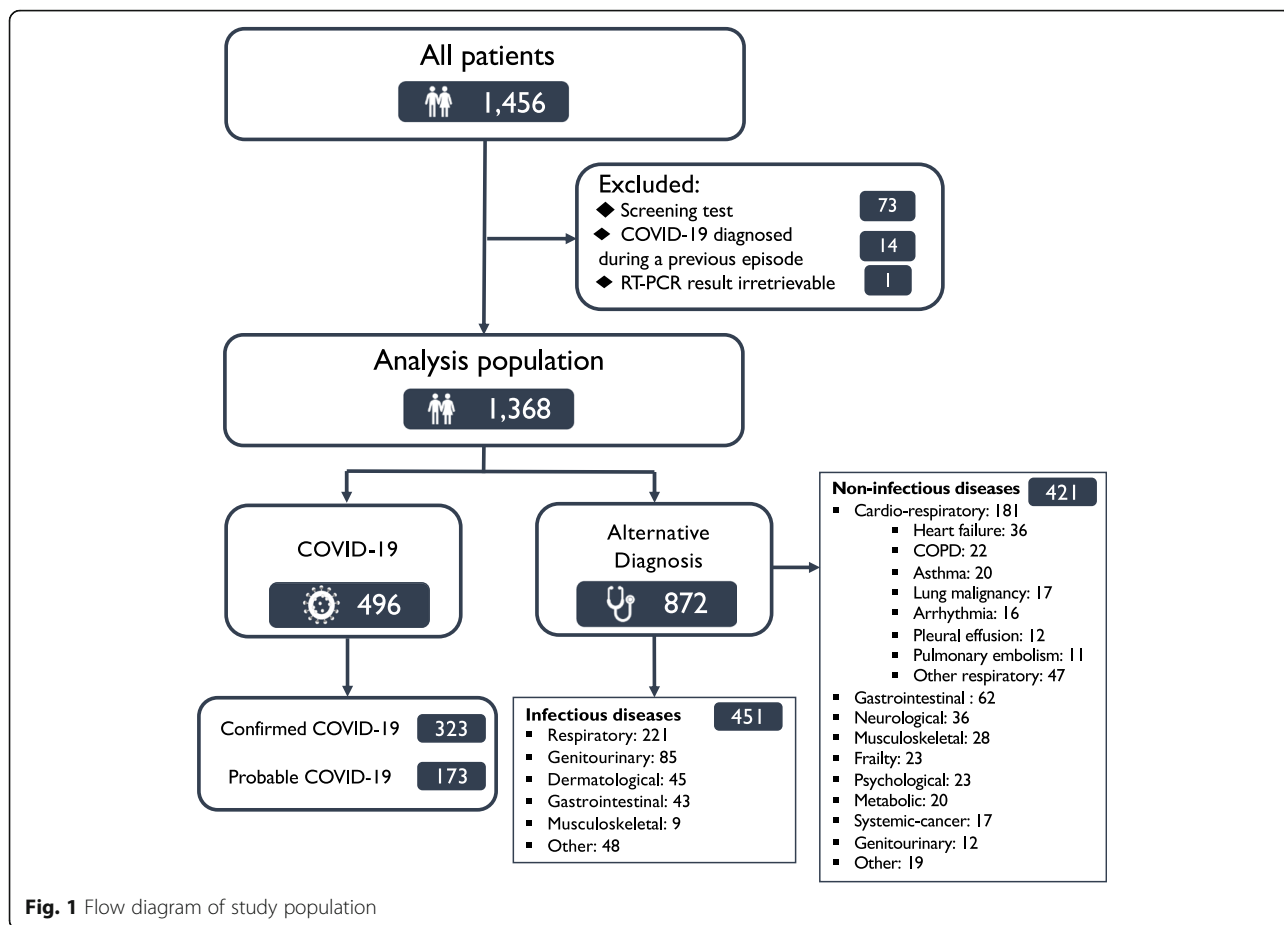 All patients
1,456
Excluded:
◆ Screening test
73
◆ COVID-19 diagnosed
during a previous episode
14
◆ RT-PCR result irretrievable
1
Analysis population
1,368
COVID-19
496
Alternative
Diagnosis
872
Confirmed COVID-19 323
Probable COVID-19 173
Infectious diseases 451
▪ Respiratory: 221
▪ Genitourinary: 85
▪ Dermatological: 45
▪ Gastrointestinal: 43
▪ Musculoskeletal: 9
▪ Other: 48
Non-infectious diseases 421
▪ Cardio-respiratory: 181
▪ Heart failure: 36
▪ COPD: 22
▪ Asthma: 20
▪ Lung malignancy: 17
▪ Arrhythmia: 16
▪ Pleural effusion: 12
▪ Pulmonary embolism: 11
▪ Other respiratory: 47
▪ Gastrointestinal : 62
▪ Neurological: 36
▪ Musculoskeletal: 28
▪ Frailty: 23
▪ Psychological: 23
▪ Metabolic: 20
▪ Systemic-cancer: 17
▪ Genitourinary: 12
▪ Other: 19
Fig. 1 Flow diagram of study population